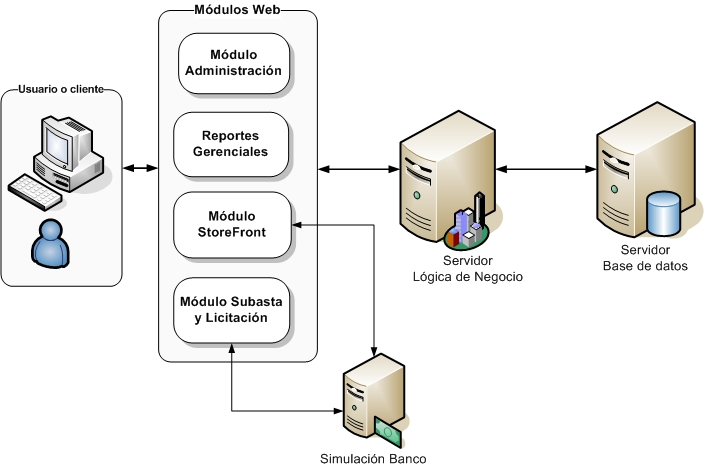 Módulos Web
Módulo
Administración
Usuario o cliente
Reportes
Gerenciales
Módulo
StoreFront
Módulo Subasta
y Licitación
Servidor
Lógica de Negocio
Servidor
Base de datos
Simulación Banco